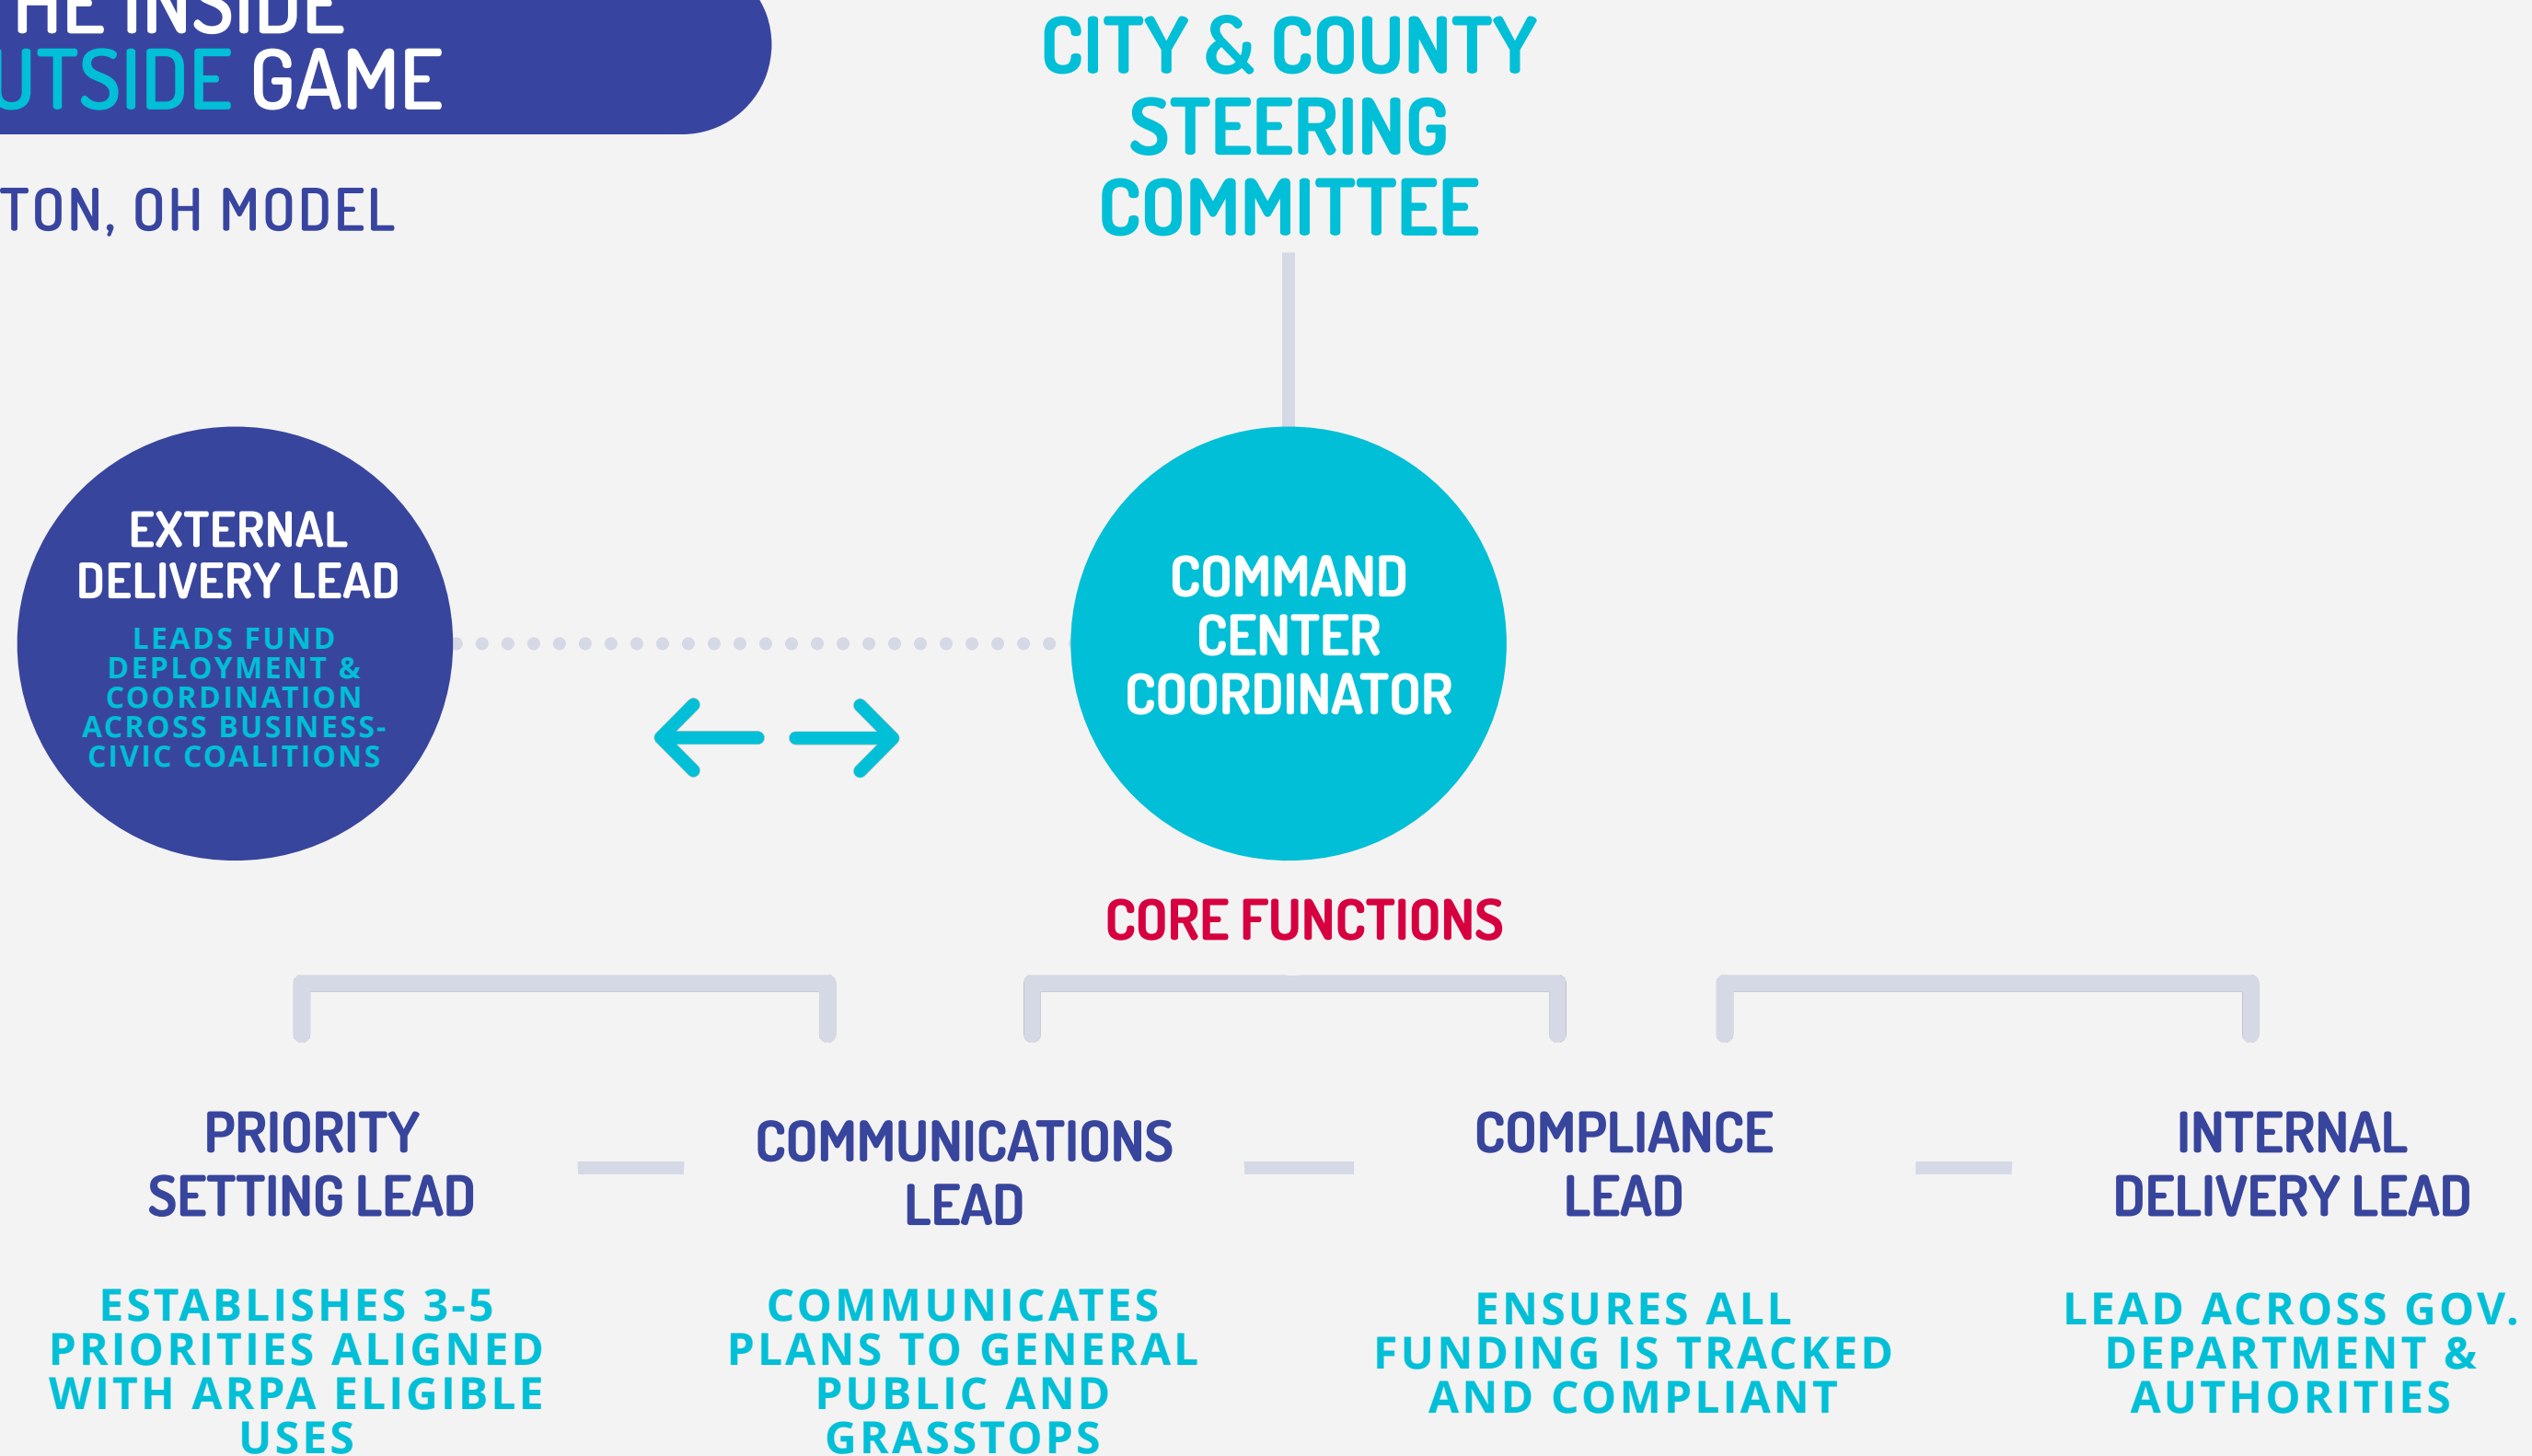 HE INSIDE
UTSIDE GAME
TON, OH MODEL
CITY & COUNTY
STEERING
COMMITTEE
EXTERNAL
DELIVERY LEAD
LEADS FUND
DEPLOYMENT &
COORDINATION
ACROSS BUSINESS-
CIVIC COALITIONS
COMMAND
CENTER
COORDINATOR
CORE FUNCTIONS
PRIORITY
SETTING LEAD
ESTABLISHES 3-5
PRIORITIES ALIGNED
WITH ARPA ELIGIBLE
USES
COMMUNICATIONS
LEAD
COMMUNICATES
PLANS TO GENERAL
PUBLIC AND
GRASSTOPS
COMPLIANCE
LEAD
ENSURES ALL
FUNDING IS TRACKED
AND COMPLIANT
INTERNAL
DELIVERY LEAD
LEAD ACROSS GOV.
DEPARTMENT &
AUTHORITIES